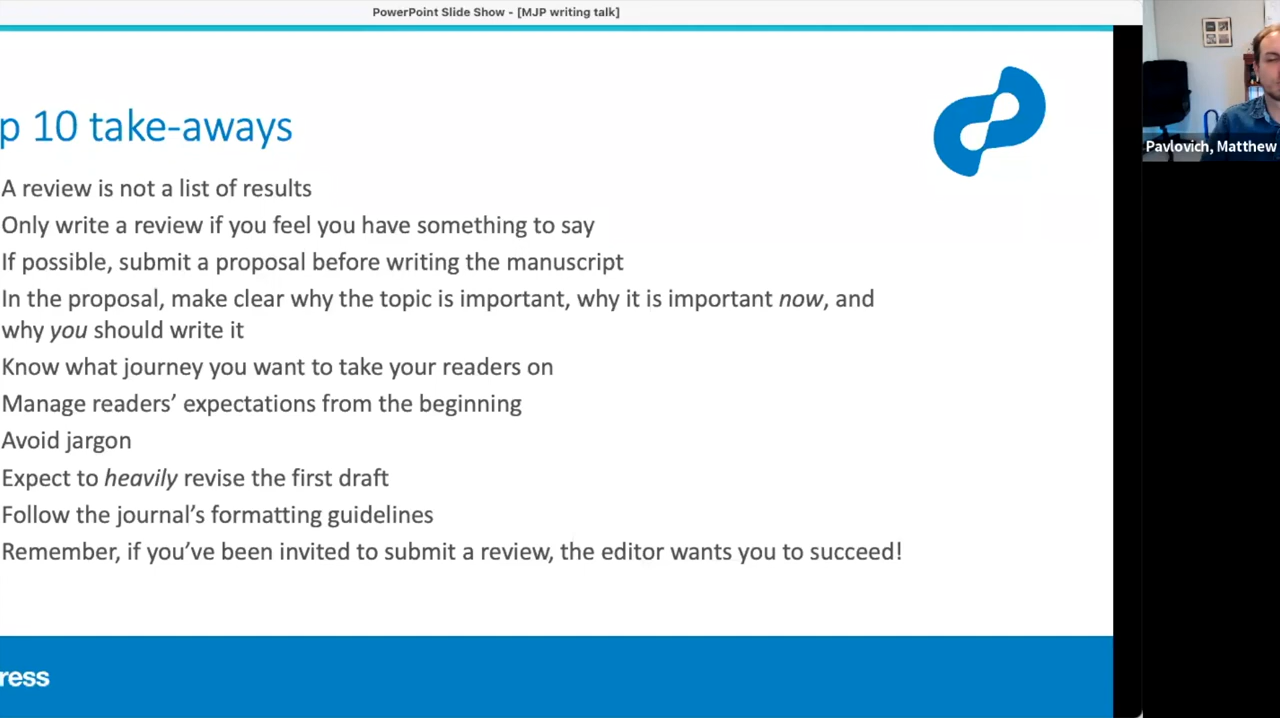 PowerPoint Slide Show - [MJP writing talk]
p 10 take-aways
A review is not a list of results
Only write a review if you feel you have something to say
If possible, submit a proposal before writing the manuscript
In the proposal, make clear why the topic is important, why it is important now, and
why you should write it
Know what journey you want to take your readers on
Manage readers’ expectations from the beginning
Avoid jargon
Expect to heavily revise the first draft
Follow the journal’s formatting guidelines
Remember, if you’ve been invited to submit a review, the editor wants you to succeed!
ress
Pavlovich, Matthew